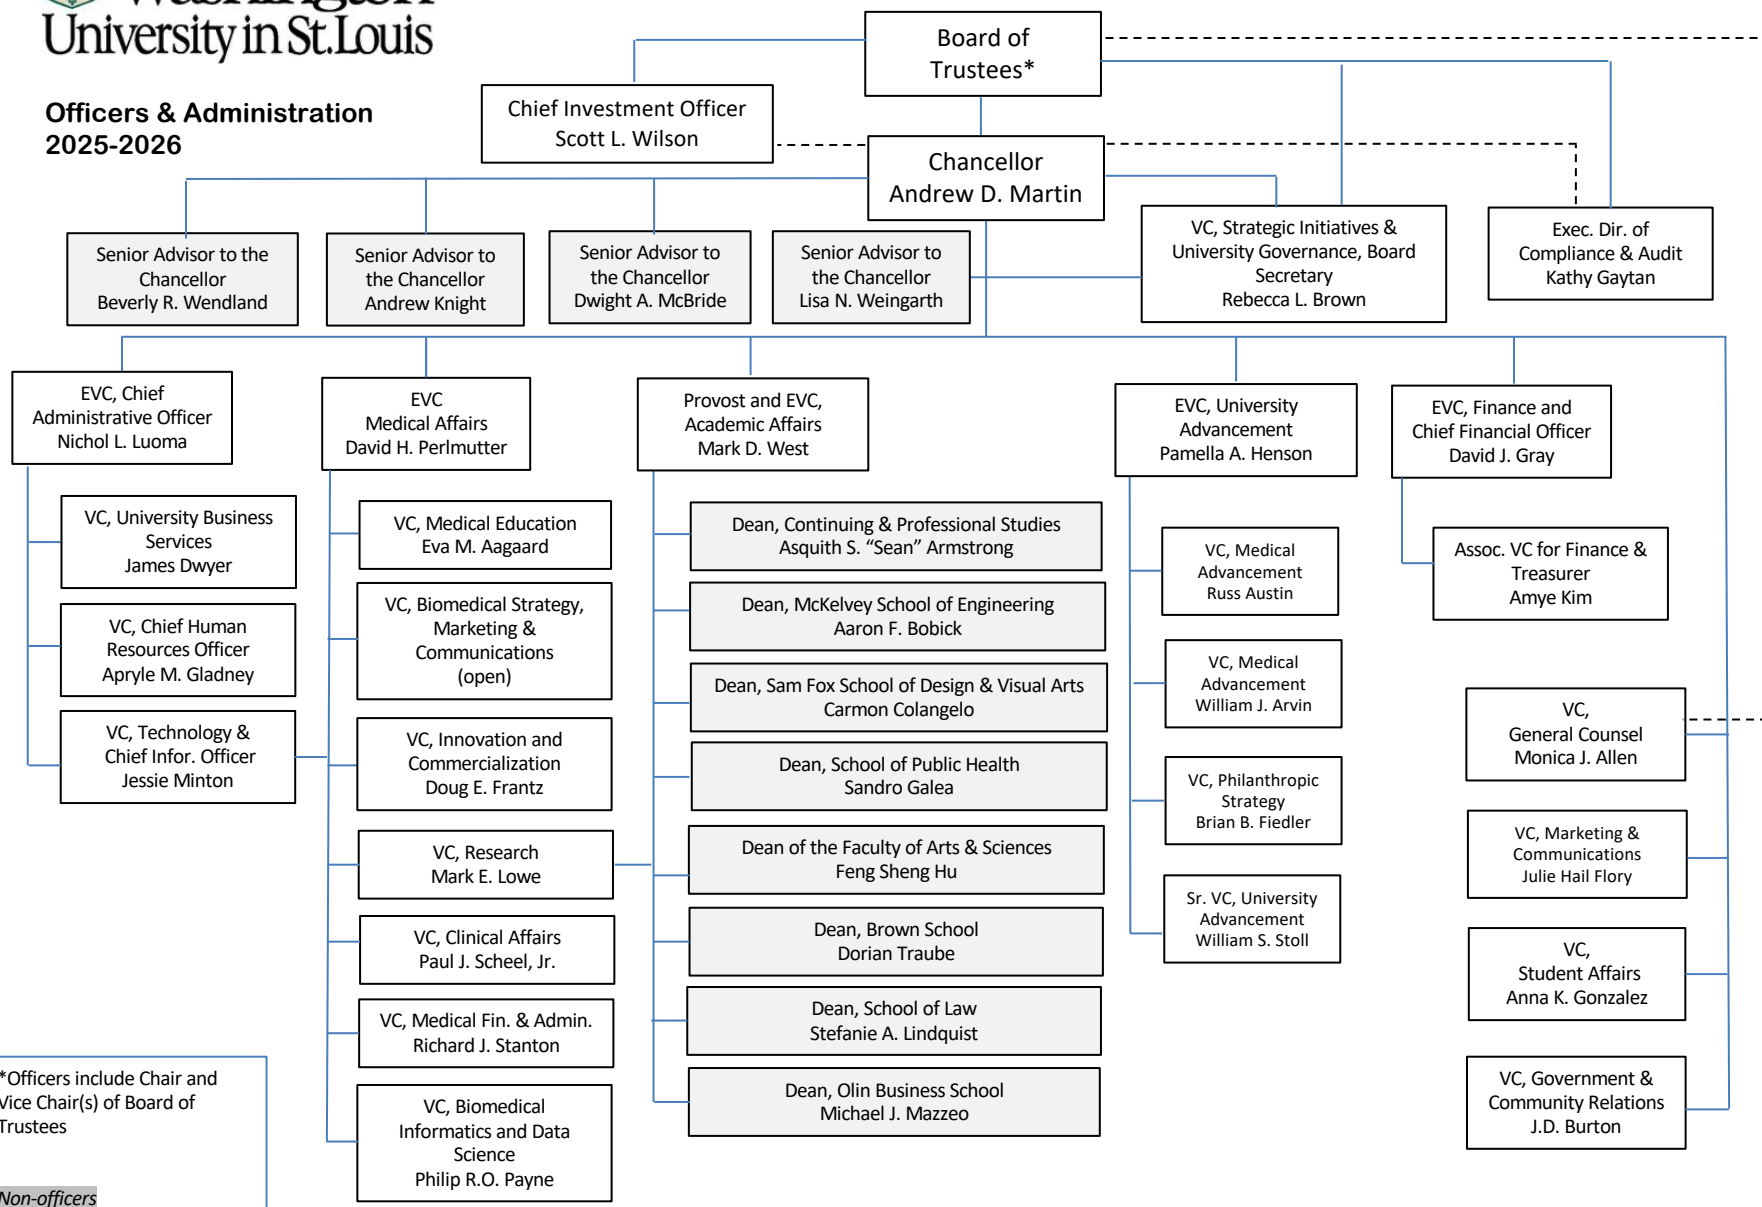 Washington
University in St. Louis
Officers & Administration
2025-2026
Board of
Trustees*
Chief Investment Officer
Scott L. Wilson
Chancellor
Andrew D. Martin
Senior Advisor to the
Chancellor
Beverly R. Wendland
Senior Advisor to
the Chancellor
Andrew Knight
Senior Advisor to
the Chancellor
Dwight A. McBride
Senior Advisor to
the Chancellor
Lisa N. Weingarth
VC, Strategic Initiatives &
University Governance, Board
Secretary
Rebecca L. Brown
Exec. Dir. of
Compliance & Audit
Kathy Gaytan
EVC, Chief
Administrative Officer
Nichol L. Luoma
VC, University Business
Services
James Dwyer
VC, Chief Human
Resources Officer
Apryle M. Gladney
VC, Technology &
Chief Infor. Officer
Jessie Minton
EVC
Medical Affairs
David H. Perlmutter
VC, Medical Education
Eva M. Aagaard
VC, Biomedical Strategy,
Marketing &
Communications
(open)
VC, Innovation and
Commercialization
Doug E. Frantz
VC, Research
Mark E. Lowe
VC, Clinical Affairs
Paul J. Scheel, Jr.
VC, Medical Fin. & Admin.
Richard J. Stanton
VC, Biomedical
Informatics and Data
Science
Philip R.O. Payne
Provost and EVC,
Academic Affairs
Mark D. West
Dean, Continuing & Professional Studies
Asquith S. “Sean” Armstrong
Dean, McKelvey School of Engineering
Aaron F. Bobick
Dean, Sam Fox School of Design & Visual Arts
Carmon Colangelo
Dean, School of Public Health
Sandro Galea
Dean of the Faculty of Arts & Sciences
Feng Sheng Hu
Dean, Brown School
Dorian Traube
Dean, School of Law
Stefanie A. Lindquist
Dean, Olin Business School
Michael J. Mazzeo
EVC, University
Advancement
Pamella A. Henson
VC, Medical
Advancement
Russ Austin
VC, Medical
Advancement
William J. Arvin
VC, Philanthropic
Strategy
Brian B. Fiedler
Sr. VC, University
Advancement
William S. Stoll
EVC, Finance and
Chief Financial Officer
David J. Gray
Assoc. VC for Finance &
Treasurer
Amye Kim
VC,
General Counsel
Monica J. Allen
VC, Marketing &
Communications
Julie Hail Flory
VC,
Student Affairs
Anna K. Gonzalez
VC, Government &
Community Relations
J.D. Burton
*Officers include Chair and
Vice Chair(s) of Board of
Trustees
Non-officers